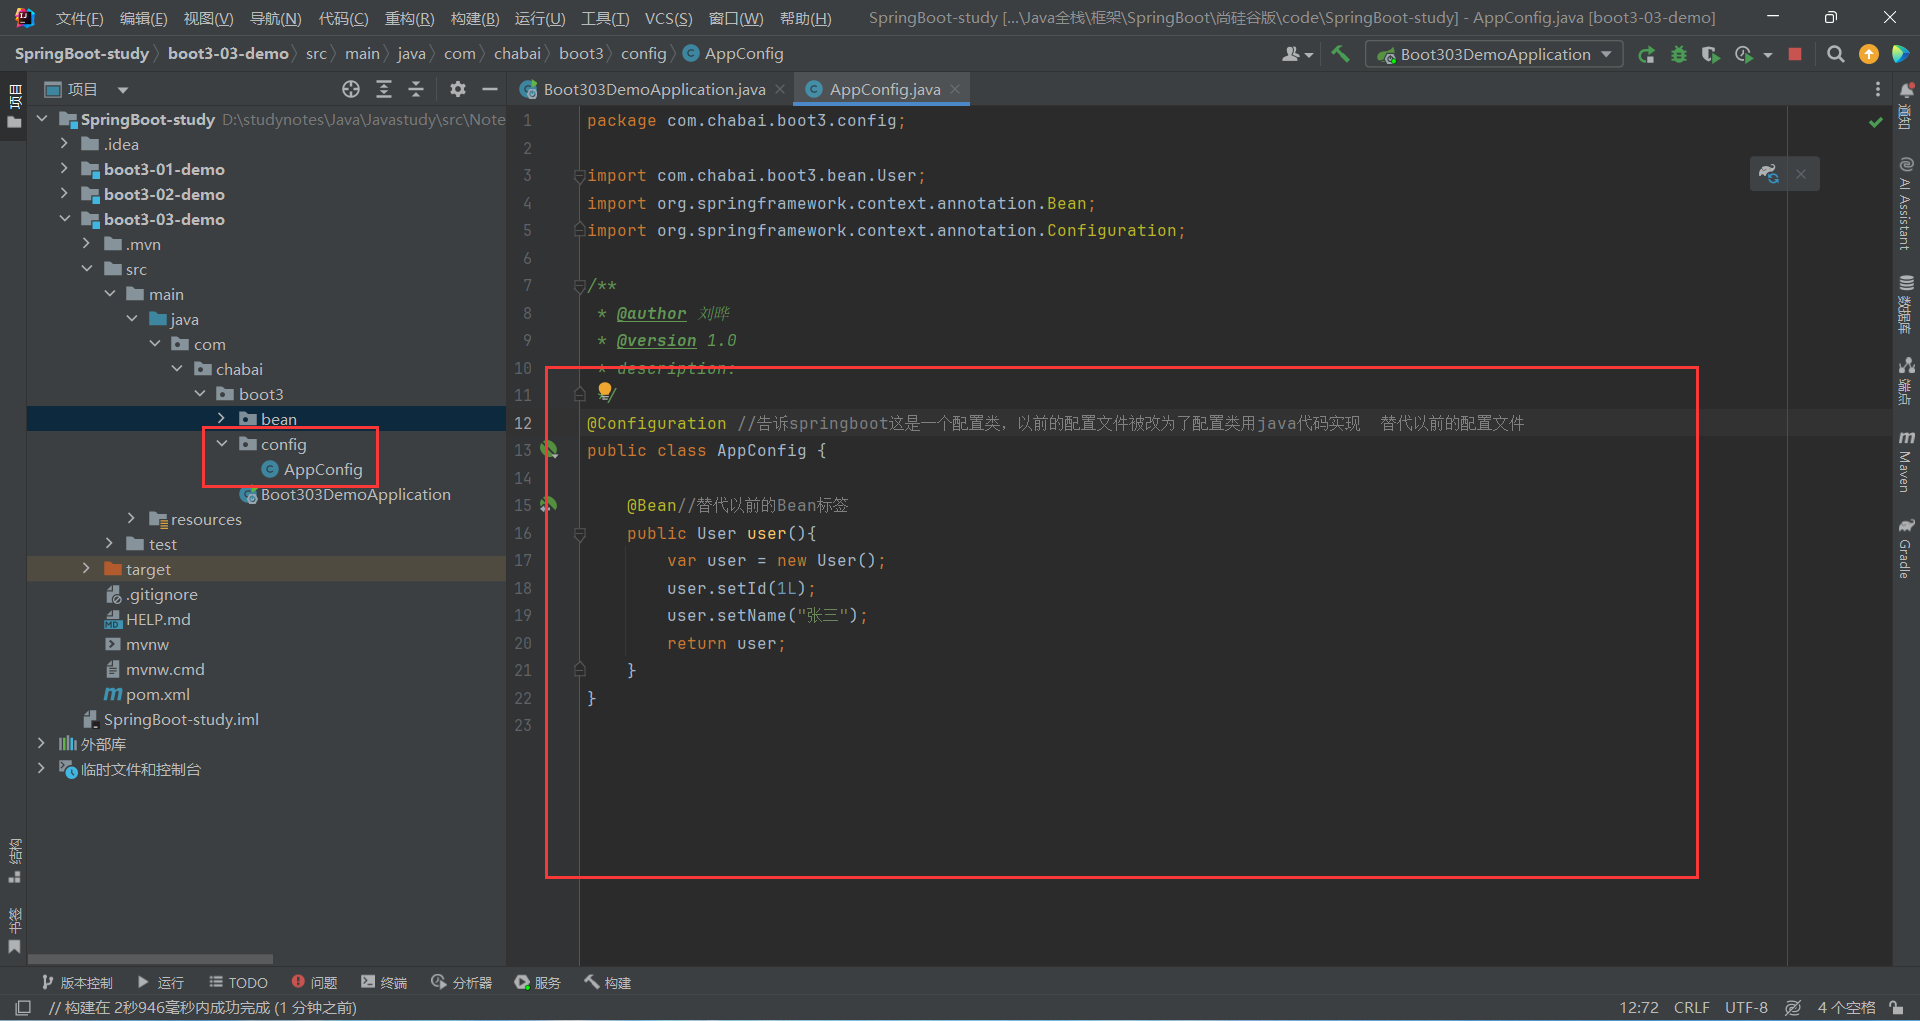 文件(F) 编辑(E) 视图(V) 导航(N) 代码(C) 重构(R) 构建(B) 运行(U) 工具(T) VCS(S) 窗口(W) 帮助(H) SpringBoot-study [...\Java全栈\框架\SpringBoot\尚硅谷版\code\SpringBoot-study] - AppConfig.java [boot3-03-demo]
SpringBoot-study boot3-03-demo src main java com chabai boot3 config AppConfig Boot303DemoApplication
项目
项目
Boot303DemoApplication.java AppConfig.java
SpringBoot-study D:\studynotes\Java\Javastudy\src\Note
.idea
boot3-01-demo
boot3-02-demo
boot3-03-demo
.mvn
src
main
java
com
chabai
boot3
bean
config
AppConfig
Boot303DemoApplication
resources
test
target
.gitignore
HELP.md
mvnw
mvnw.cmd
pom.xml
SpringBoot-study.iml
外部库
临时文件和控制台
结构
书签
1 package com.chabai.boot3.config;
2
3 import com.chabai.boot3.bean.User;
4 import org.springframework.context.annotation.Bean;
5 import org.springframework.context.annotation.Configuration;
6
7 /**
8 * @author 刘晔
9 * @version 1.0
10 * description:
11 */
12 @Configuration //告诉springboot这是一个配置类，以前的配置文件被改为了配置类用java代码实现 替代以前的配置文件
13 public class AppConfig {
14
15 @Bean//替代以前的Bean标签
16 public User user(){
17 var user = new User();
18 user.setId(1L);
19 user.setName("张三");
20 return user;
21 }
22 }
23
通知
AI Assistant
数据库
端点
Maven
Gradle
版本控制 运行 TODO 问题 终端 分析器 服务 构建
// 构建在 2秒946毫秒内成功完成 (1 分钟之前) 12:72 CRLF UTF-8 4 个空格